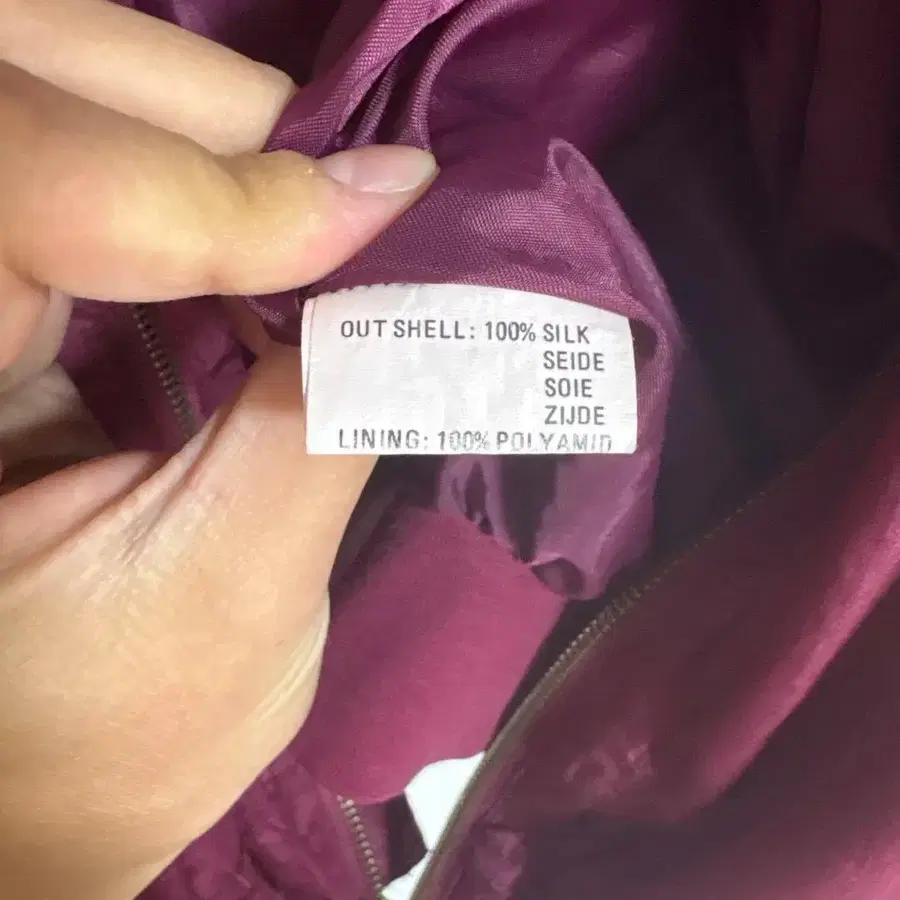 OUT SHELL: 100% SILK
SEIDE
SOIE
ZIJDE
LINING: 100% POLYAMID